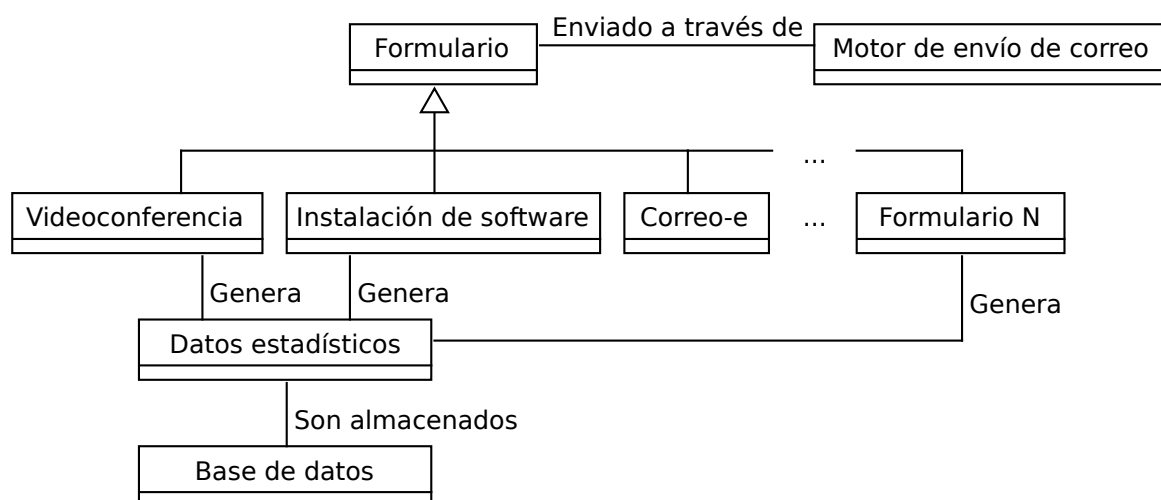 Enviado a través de
Formulario
Motor de envío de correo
...
Videoconferencia
Instalación de software
Correo-e
...
Formulario N
Genera
Genera
Genera
Datos estadísticos
Son almacenados
Base de datos